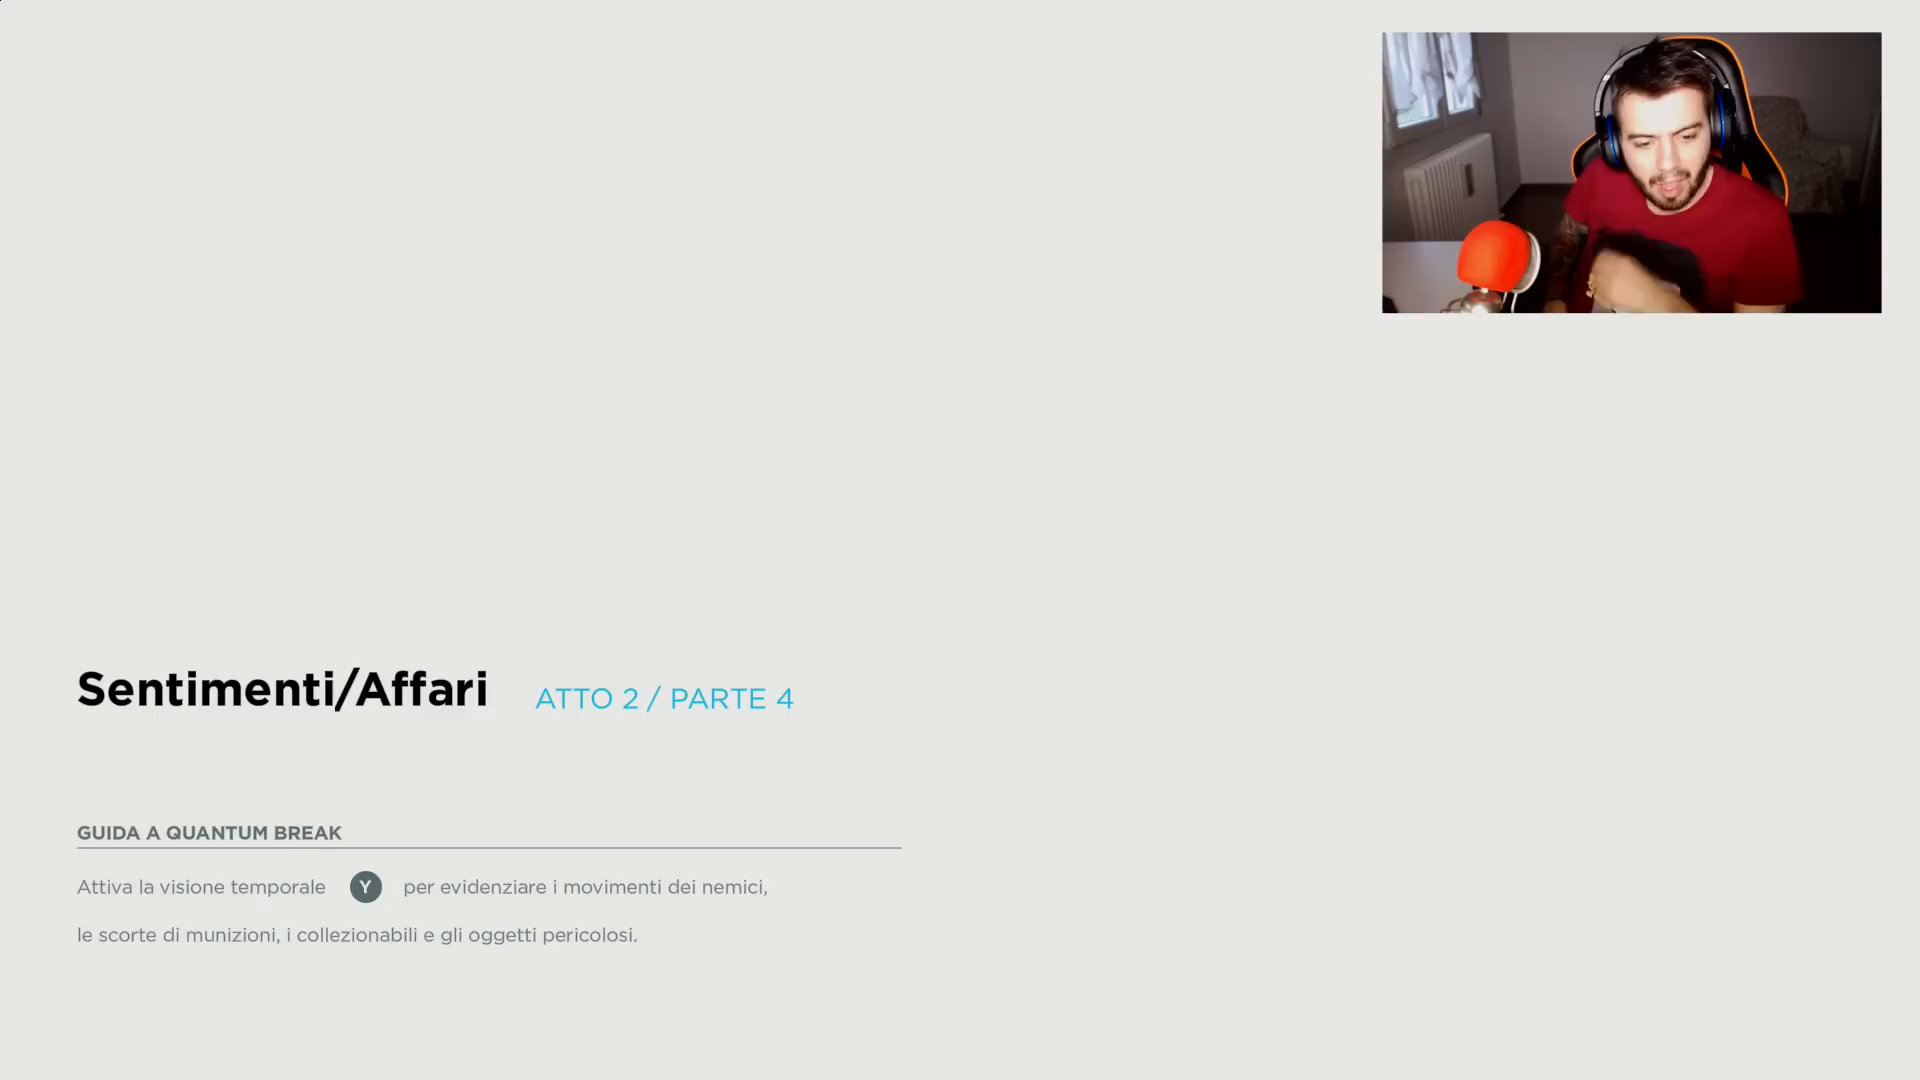 Sentimenti/Affari ATTO 2 / PARTE 4
GUIDA A QUANTUM BREAK
Attiva la visione temporale Y per evidenziare i movimenti dei nemici,
le scorte di munizioni, i collezionabili e gli oggetti pericolosi.